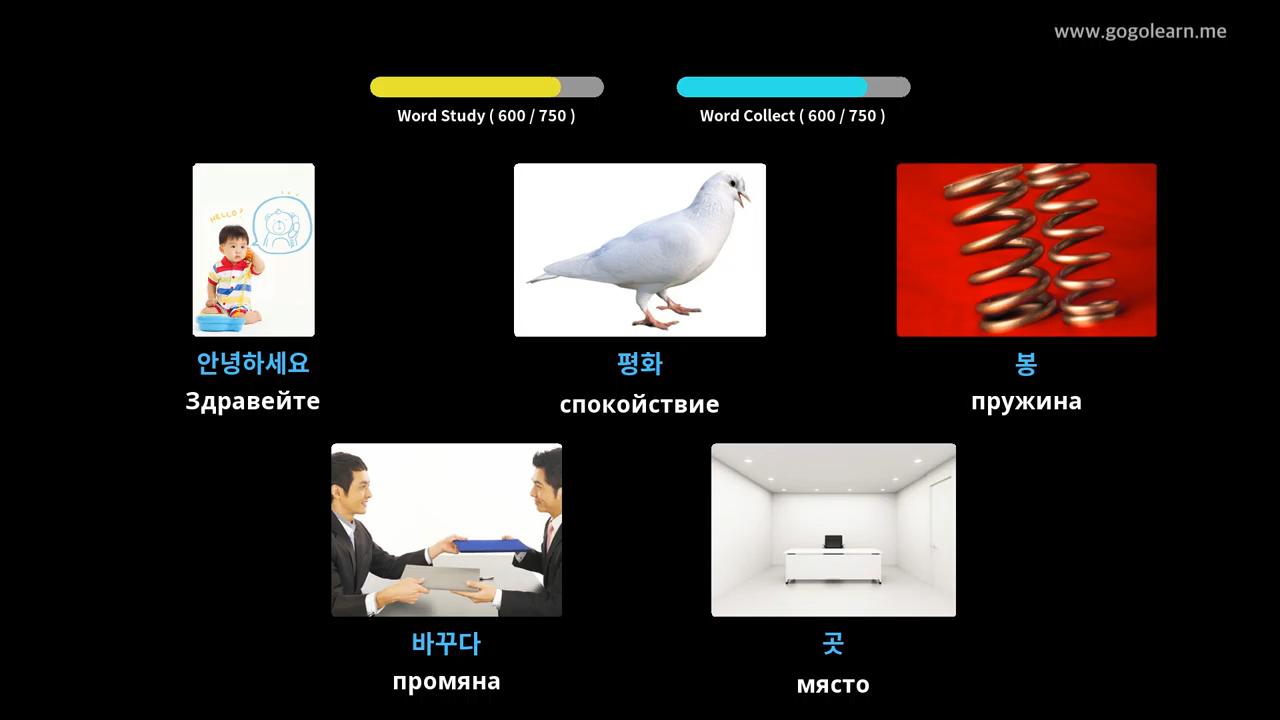 www.gogolearn.me
Word Study ( 600 / 750 )
Word Collect ( 600 / 750 )
HELLO!
안녕하세요
Здравейте
평화
спокойствие
봉
пружина
바꾸다
промяна
곳
място